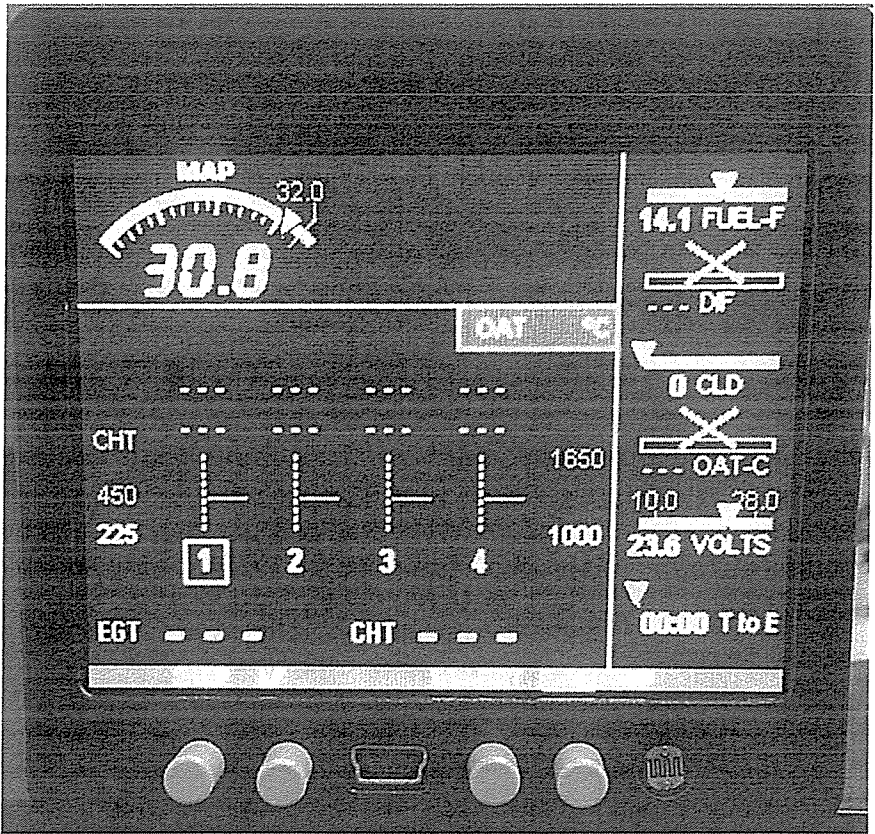 MAP
32.0
30.8
OAT °C
--- --- --- ---
CHT --- --- --- ---
1650
450
225
1000
1 2 3 4
EGT --- CHT ---
14.1 FUEL-F
--- DIF
0 CLD
--- OAT-C
10.0 28.0
23.6 VOLTS
00:00 T to E